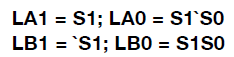 LA1 = S1; LA0 = S1`S0
LB1 = `S1; LB0 = S1S0